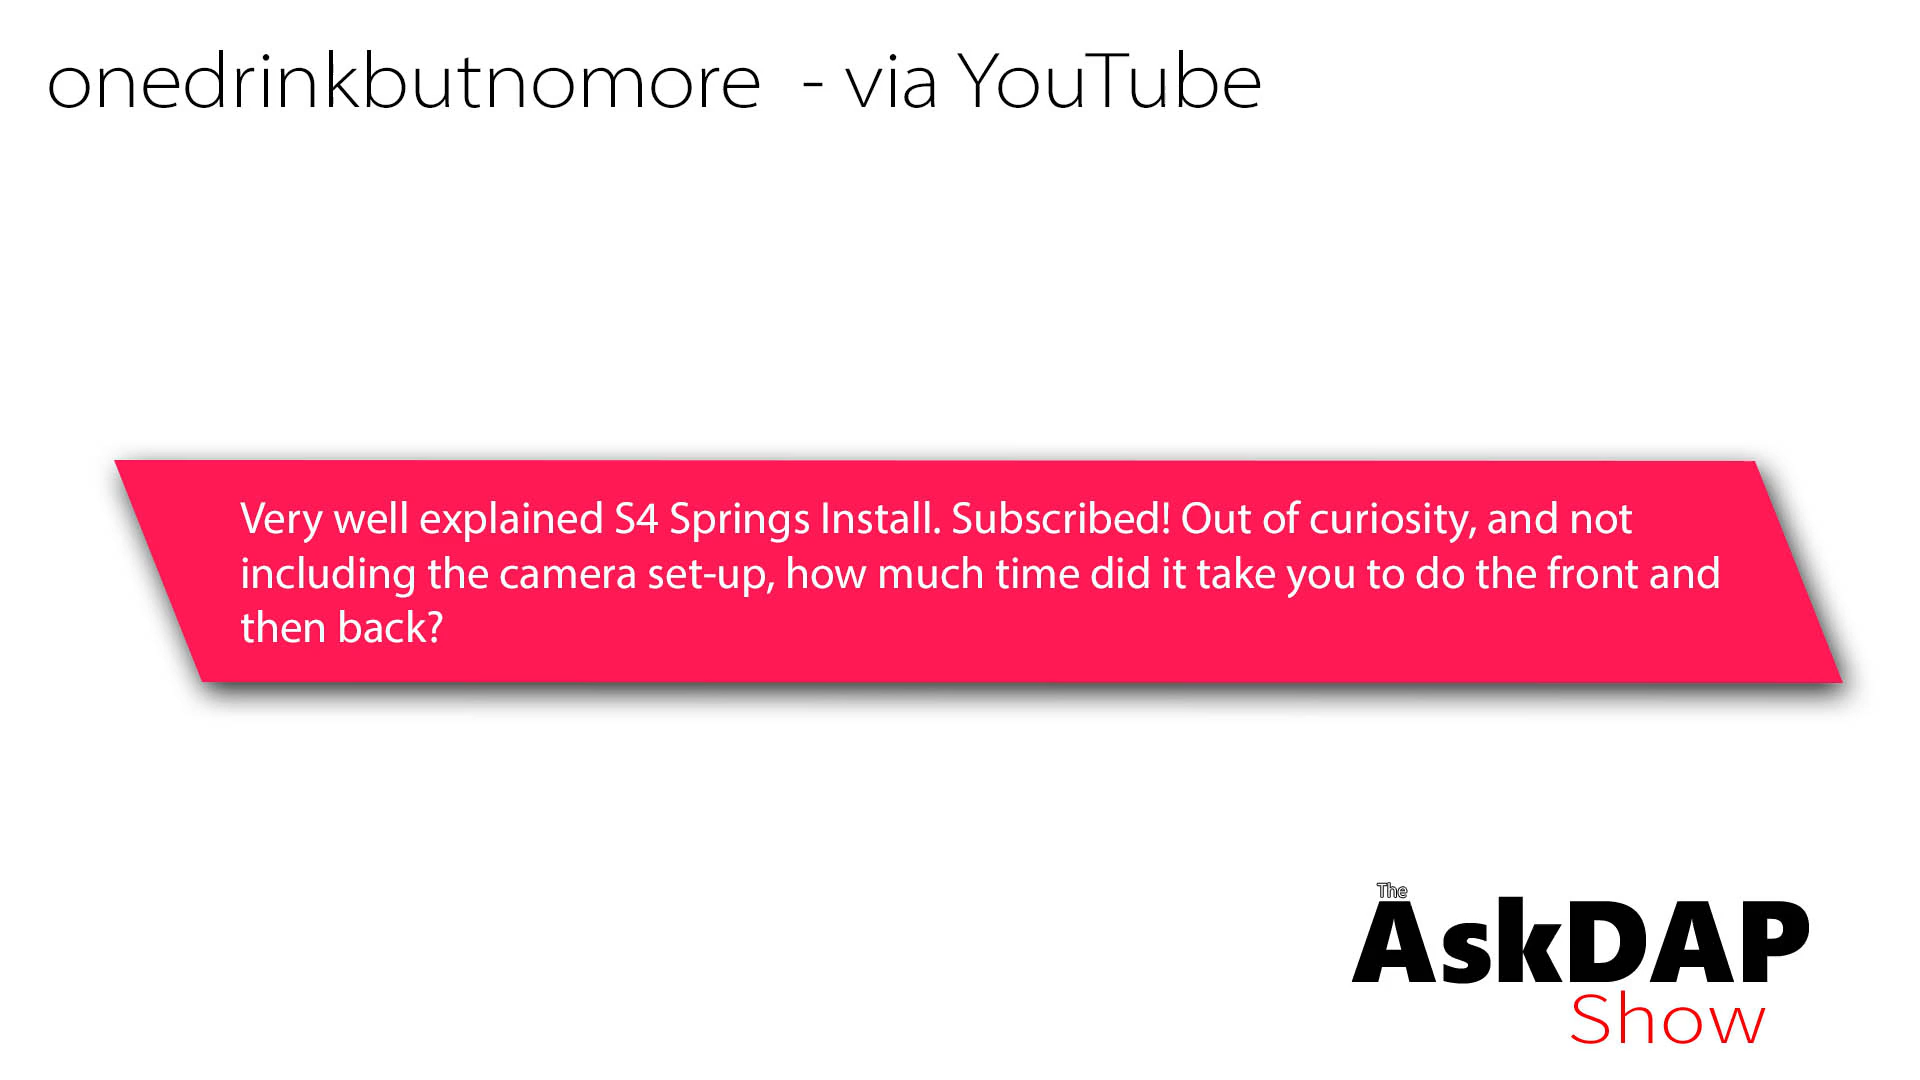 onedrinkbutnomore - via YouTube
Very well explained S4 Springs Install. Subscribed! Out of curiosity, and not
including the camera set-up, how much time did it take you to do the front and
then back?
The
AskDAP
Show